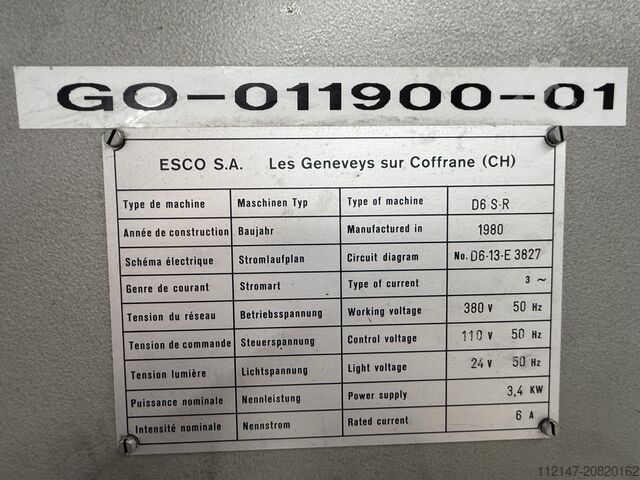 GO-011900-01
ESCO S.A. Les Geneveys sur Coffrane (CH)
Type de machine Maschinen Typ Type of machine D6·S·R
Année de construction Baujahr Manufactured in 1980
Schéma électrique Stromlaufplan Circuit diagram No. D6-13-E 3827
Genre de courant Stromart Type of current 3 ~
Tension du réseau Betriebsspannung Working voltage 380 V 50 Hz
Tension de commande Steuerspannung Control voltage 110 V 50 Hz
Tension lumière Lichtspannung Light voltage 24 V 50 Hz
Puissance nominale Nennleistung Power supply 3,4 KW
Intensité nominale Nennstrom Rated current 6 A
112147-20820162